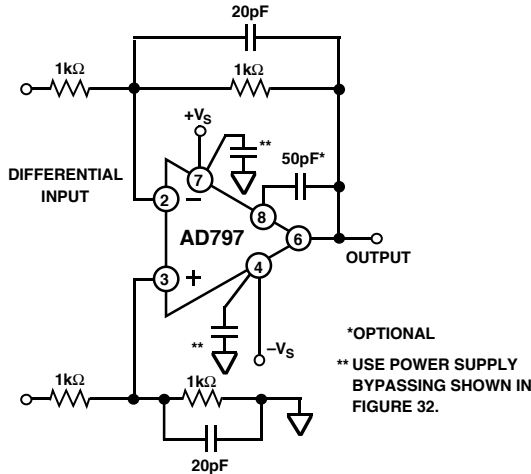 20pF
1kΩ
1kΩ
+VS
**
50pF*
DIFFERENTIAL
INPUT
7
2
–
8
AD797
6
OUTPUT
3
+
4
**
–VS
*OPTIONAL
** USE POWER SUPPLY
BYPASSING SHOWN IN
FIGURE 32.
1kΩ
1kΩ
20pF